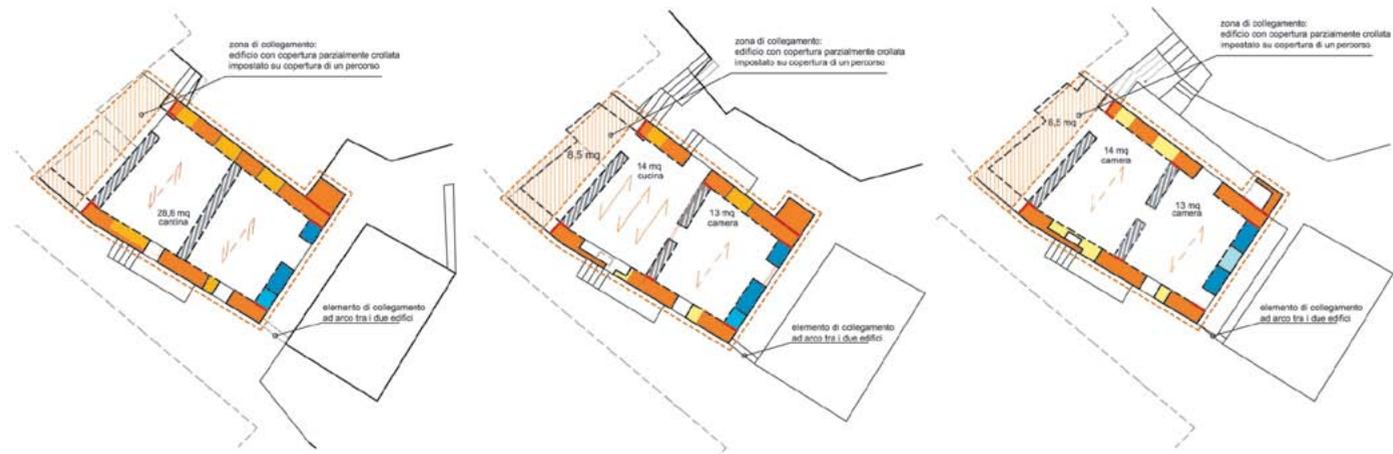 zona di collegamento:
edificio con copertura parzialmente crollata
impostato su copertura di un percorso
28,6 mq
cantina
elemento di collegamento
ad arco tra i due edifici
zona di collegamento:
edificio con copertura parzialmente crollata
impostato su copertura di un percorso
8,5 mq
14 mq
cucina
13 mq
camera
elemento di collegamento
ad arco tra i due edifici
zona di collegamento:
edificio con copertura parzialmente crollata
impostato su copertura di un percorso
8,5 mq
14 mq
camera
13 mq
camera
elemento di collegamento
ad arco tra i due edifici